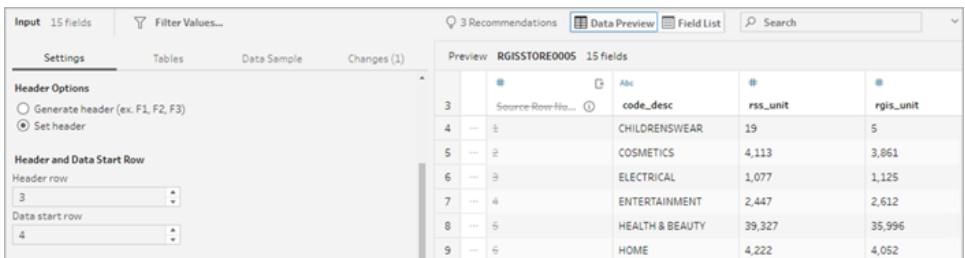 Input 15 fields Filter Values... 3 Recommendations Data Preview Field List Search
Settings Tables Data Sample Changes (1) Preview RGISSTORE0005 15 fields
Header Options
Generate header (ex. F1, F2, F3)
Set header
Header and Data Start Row
Header row
3
Data start row
4
# Abc # #
3 Source Row Nu... code_desc rss_unit rgis_unit
4 ... 1 CHILDRENSWEAR 19 5
5 ... 2 COSMETICS 4,113 3,861
6 ... 3 ELECTRICAL 1,077 1,125
7 ... 4 ENTERTAINMENT 2,447 2,612
8 ... 5 HEALTH & BEAUTY 39,327 35,996
9 ... 6 HOME 4,222 4,052